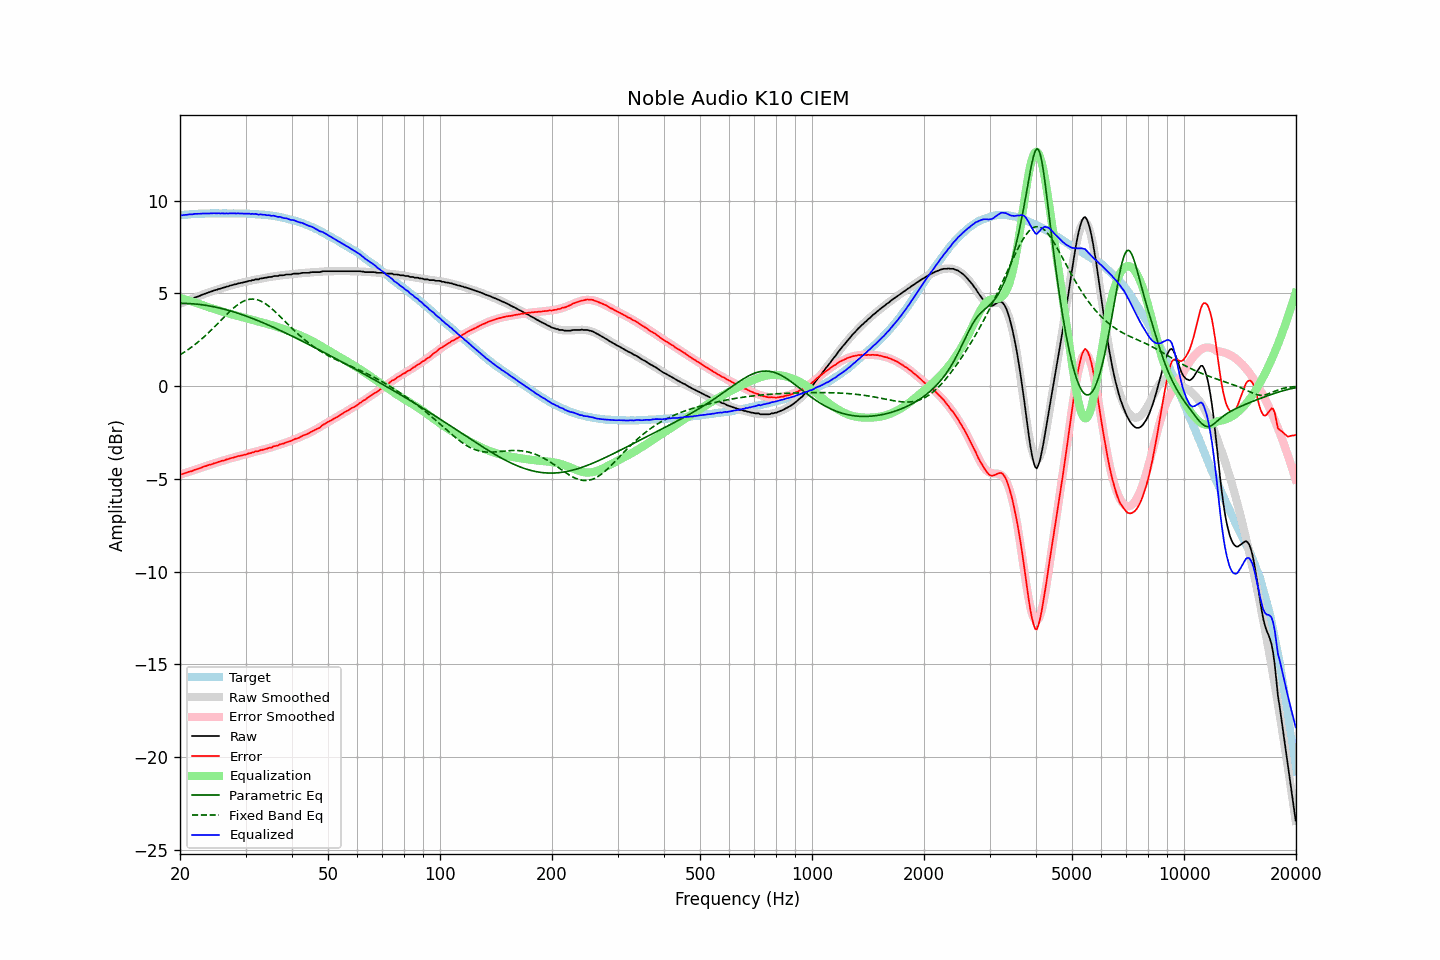 Noble Audio K10 CIEM
Amplitude (dBr)
10
5
0
−5
−10
−15
−20
−25
Target
Raw Smoothed
Error Smoothed
Raw
Error
Equalization
Parametric Eq
Fixed Band Eq
Equalized
20 50 100 200 500 1000 2000 5000 10000 20000
Frequency (Hz)